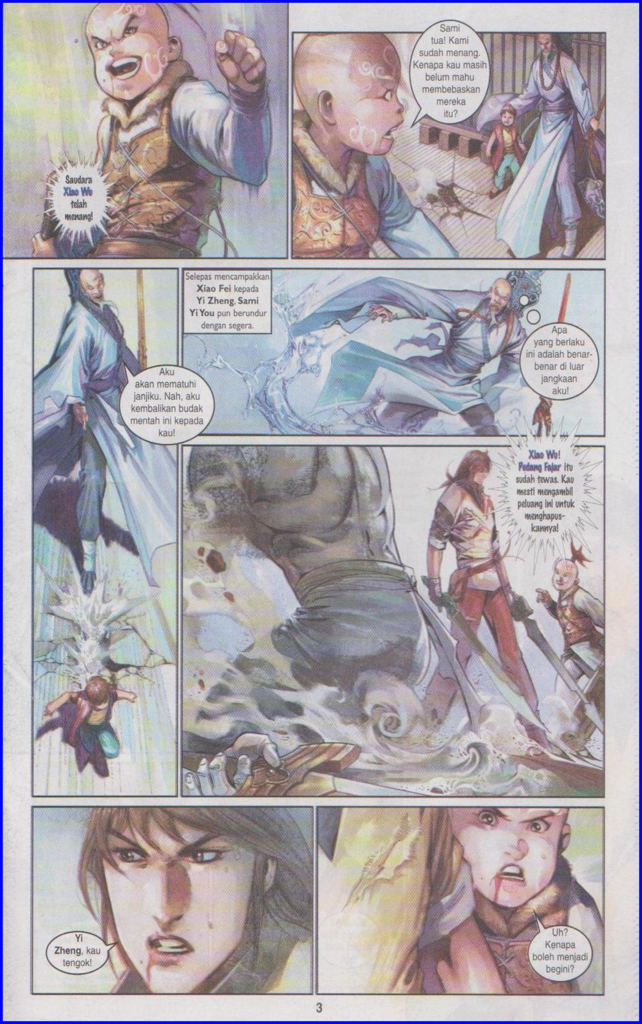 Saudara
Xiao Wu
telah
menang!
Sami
tua! Kami
sudah menang.
Kenapa kau masih
belum mahu
membebaskan
mereka
itu?
Aku
akan mematuhi
janjiku. Nah, aku
kembalikan budak
mentah ini kepada
kau!
Selepas mencampakkan
Xiao Fei kepada
Yi Zheng, Sami
Yi You pun berundur
dengan segera.
Apa
yang berlaku
ini adalah benar-
benar di luar
jangkaan
aku!
Xiao Wu!
Pedang Fajar itu
sudah tewas. Kau
mesti mengambil
peluang ini untuk
menghapus-
kannya!
Yi
Zheng, kau
tengok!
Uh?
Kenapa
boleh menjadi
begini?
3